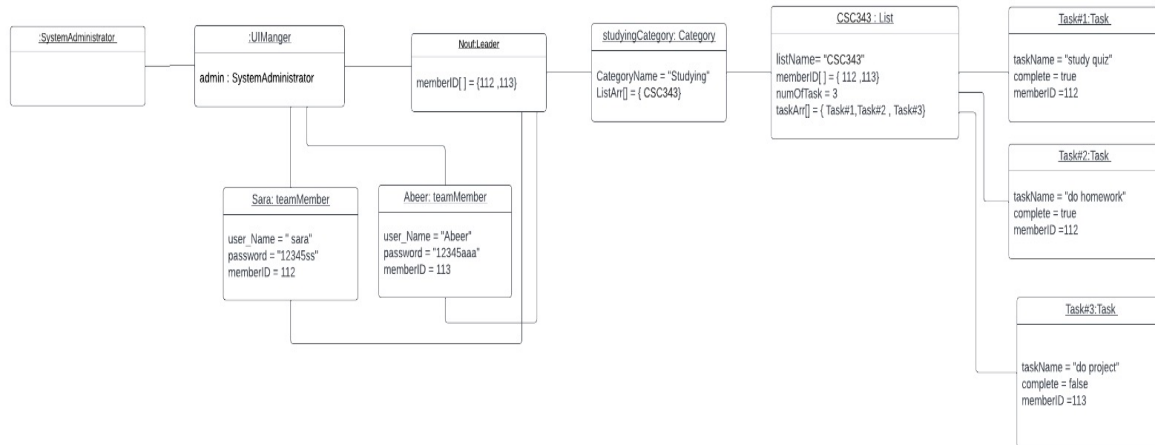 :SystemAdministrator
:UIManger
admin : SystemAdministrator
Nouf:Leader
memberID[ ] = {112 ,113}
studyingCategory: Category
CategoryName = "Studying"
ListArr[] = { CSC343}
CSC343 : List
listName= "CSC343"
memberID[ ] = { 112 ,113}
numOfTask = 3
taskArr[] = { Task#1,Task#2 , Task#3}
Task#1:Task
taskName = "study quiz"
complete = true
memberID =112
Task#2:Task
taskName = "do homework"
complete = true
memberID =112
Sara: teamMember
user_Name = " sara"
password = "12345ss"
memberID = 112
Abeer: teamMember
user_Name = "Abeer"
password = "12345aaa"
memberID = 113
Task#3:Task
taskName = "do project"
complete = false
memberID =113